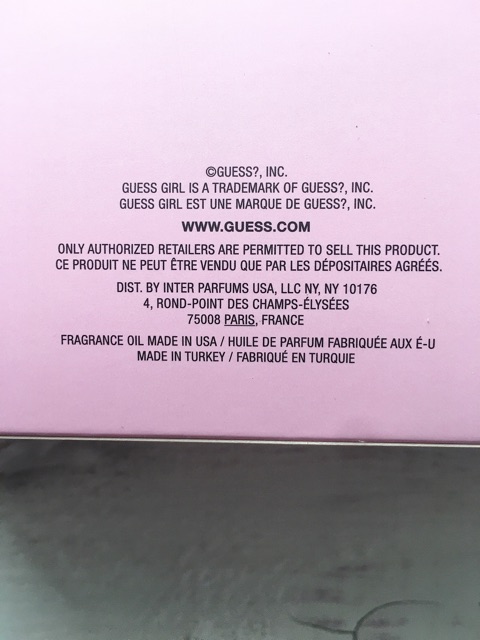 ©GUESS?, INC.
GUESS GIRL IS A TRADEMARK OF GUESS?, INC.
GUESS GIRL EST UNE MARQUE DE GUESS?, INC.
WWW.GUESS.COM
ONLY AUTHORIZED RETAILERS ARE PERMITTED TO SELL THIS PRODUCT.
CE PRODUIT NE PEUT ÊTRE VENDU QUE PAR LES DÉPOSITAIRES AGRÉÉS.
DIST. BY INTER PARFUMS USA, LLC NY, NY 10176
4, ROND-POINT DES CHAMPS-ÉLYSÉES
75008 PARIS, FRANCE
FRAGRANCE OIL MADE IN USA / HUILE DE PARFUM FABRIQUÉE AUX É-U
MADE IN TURKEY / FABRIQUÉ EN TURQUIE